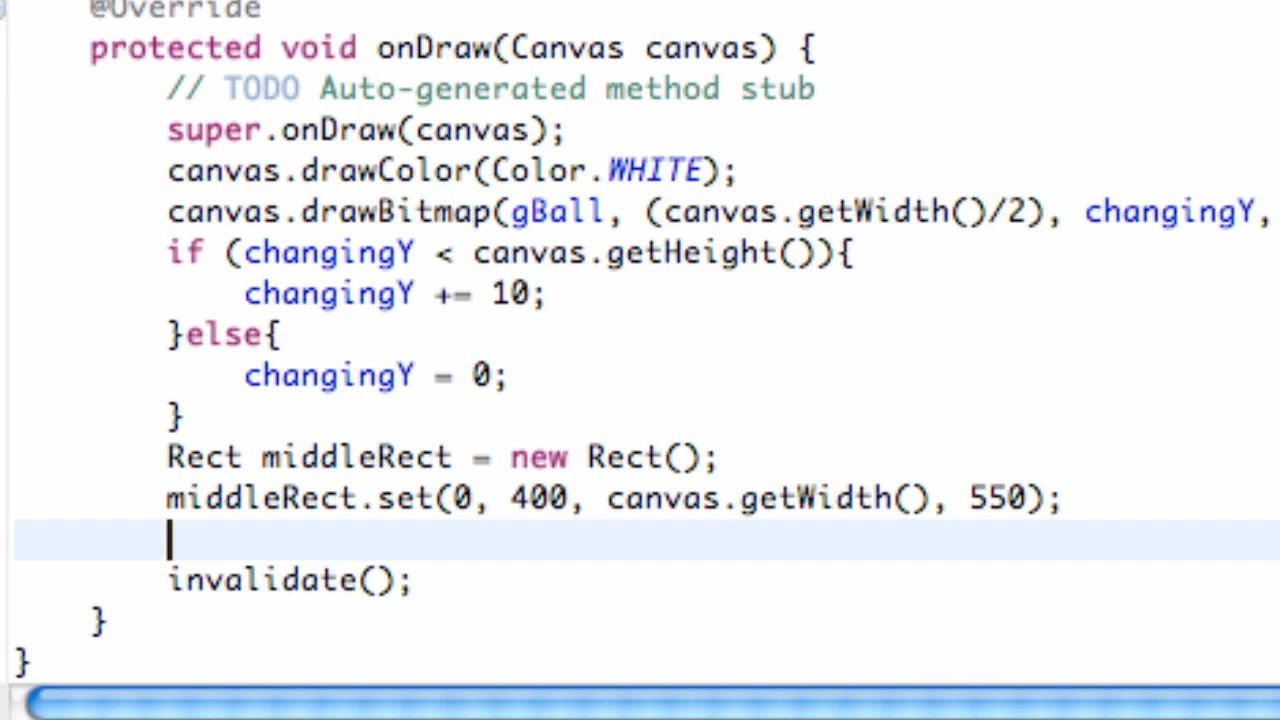 @Override
protected void onDraw(Canvas canvas) {
// TODO Auto-generated method stub
super.onDraw(canvas);
canvas.drawColor(Color.WHITE);
canvas.drawBitmap(gBall, (canvas.getWidth()/2), changingY,
if (changingY < canvas.getHeight()){
changingY += 10;
}else{
changingY = 0;
}
Rect middleRect = new Rect();
middleRect.set(0, 400, canvas.getWidth(), 550);
invalidate();
}
}